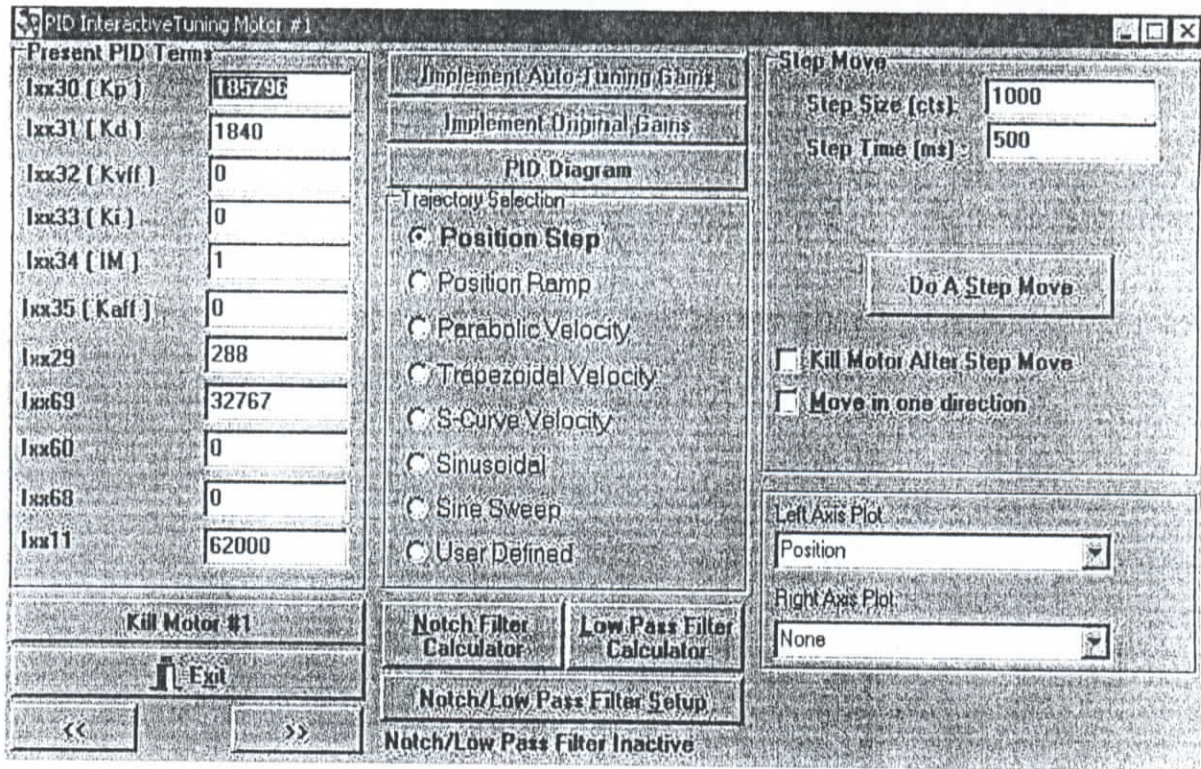 PID InteractiveTuning Motor #1
Present PID Terms
Ixx30 ( Kp ) 185796
Ixx31 ( Kd ) 1840
Ixx32 ( Kvff ) 0
Ixx33 ( Ki ) 0
Ixx34 ( IM ) 1
Ixx35 ( Kaff ) 0
Ixx29 288
Ixx69 32767
Ixx60 0
Ixx68 0
Ixx11 62000
Kill Motor #1
Exit
<< >>
Implement Auto-Tuning Gains
Implement Original Gains
PID Diagram
Trajectory Selection
Position Step
Position Ramp
Parabolic Velocity
Trapezoidal Velocity
S-Curve Velocity
Sinusoidal
Sine Sweep
User Defined
Notch Filter
Calculator
Low Pass Filter
Calculator
Notch/Low Pass Filter Setup
Notch/Low Pass Filter Inactive
Step Move
Step Size (cts) 1000
Step Time (ms) 500
Do A Step Move
Kill Motor After Step Move
Move in one direction
Left Axis Plot
Position
Right Axis Plot
None